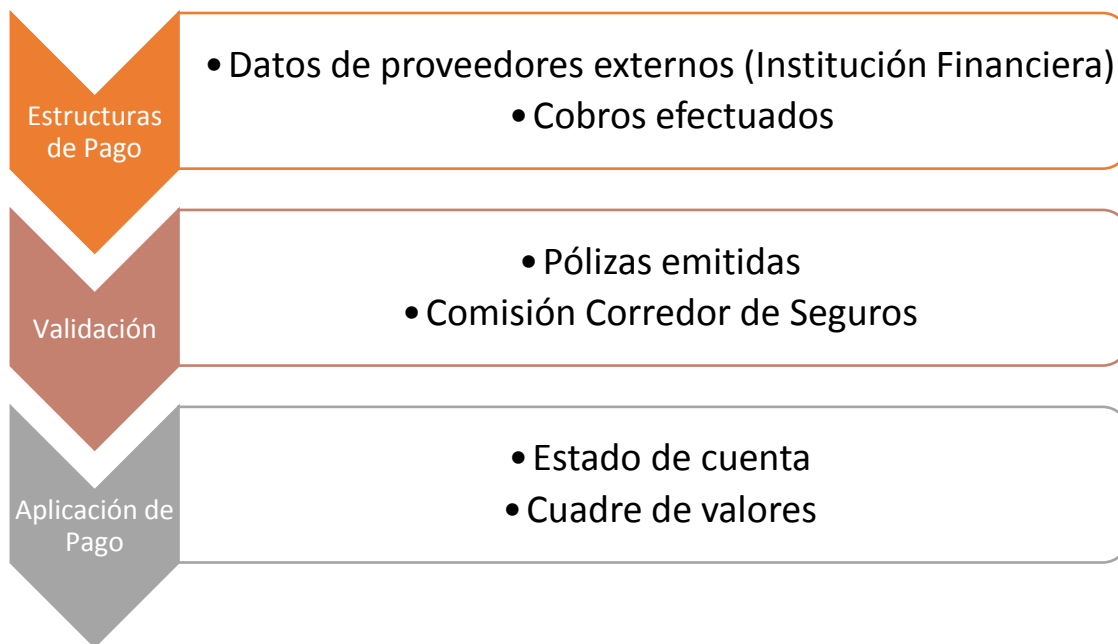 Estructuras
de Pago
• Datos de proveedores externos (Institución Financiera)
• Cobros efectuados
Validación
• Pólizas emitidas
• Comisión Corredor de Seguros
Aplicación de
Pago
• Estado de cuenta
• Cuadre de valores